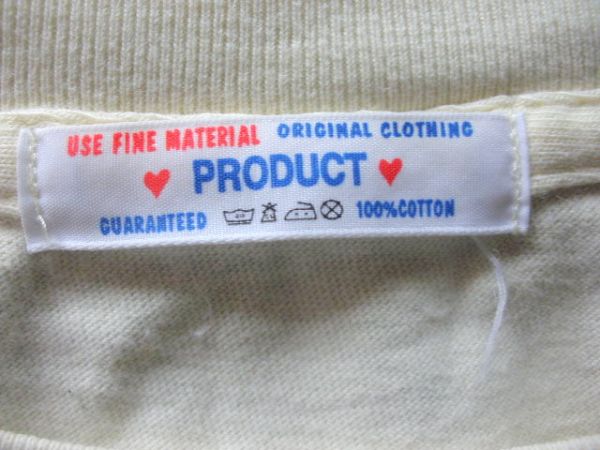 USE FINE MATERIAL ORIGINAL CLOTHING
PRODUCT
GUARANTEED 100%COTTON